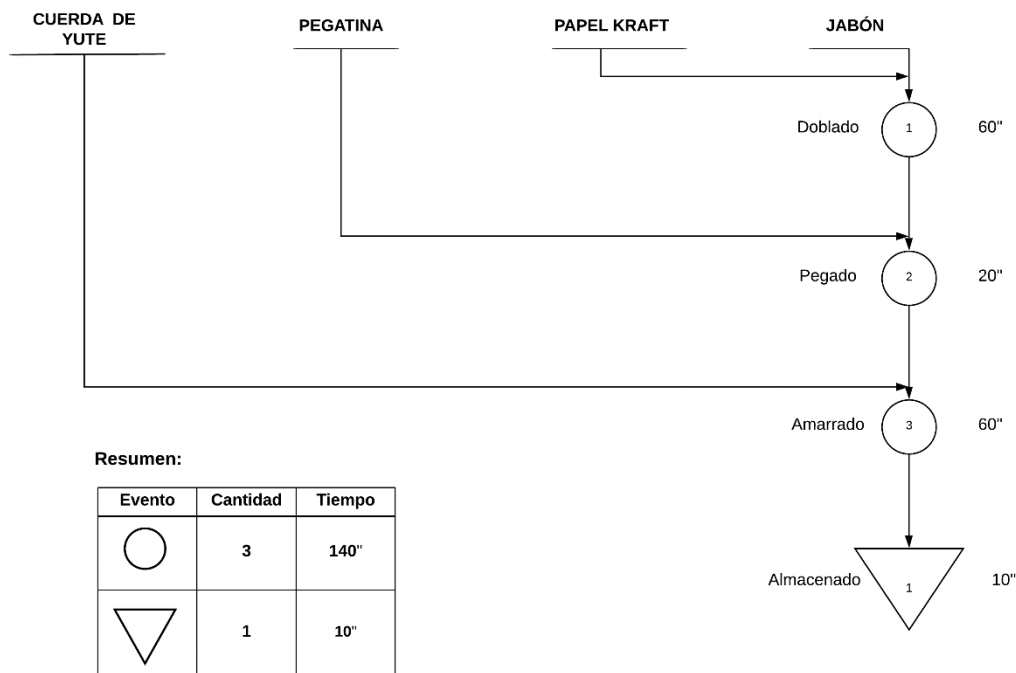 CUERDA DE
YUTE
PEGATINA
PAPEL KRAFT
JABÓN
Doblado
1
60"
Pegado
2
20"
Amarrado
3
60"
Almacenado
1
10"
Resumen:
Evento Cantidad Tiempo
3 140"
1 10"